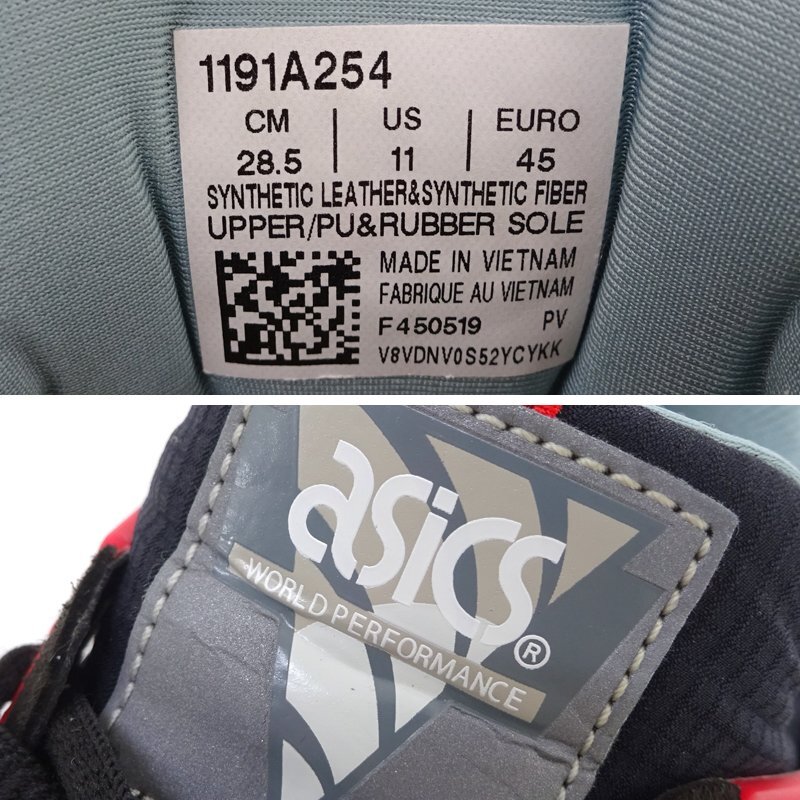 1191A254
CM | US | EURO
28.5 | 11 | 45
SYNTHETIC LEATHER&SYNTHETIC FIBER
UPPER/PU&RUBBER SOLE
MADE IN VIETNAM
FABRIQUE AU VIETNAM
F450519 PV
V8VDNV0S52YCYKK
asics
WORLD PERFORMANCE ®